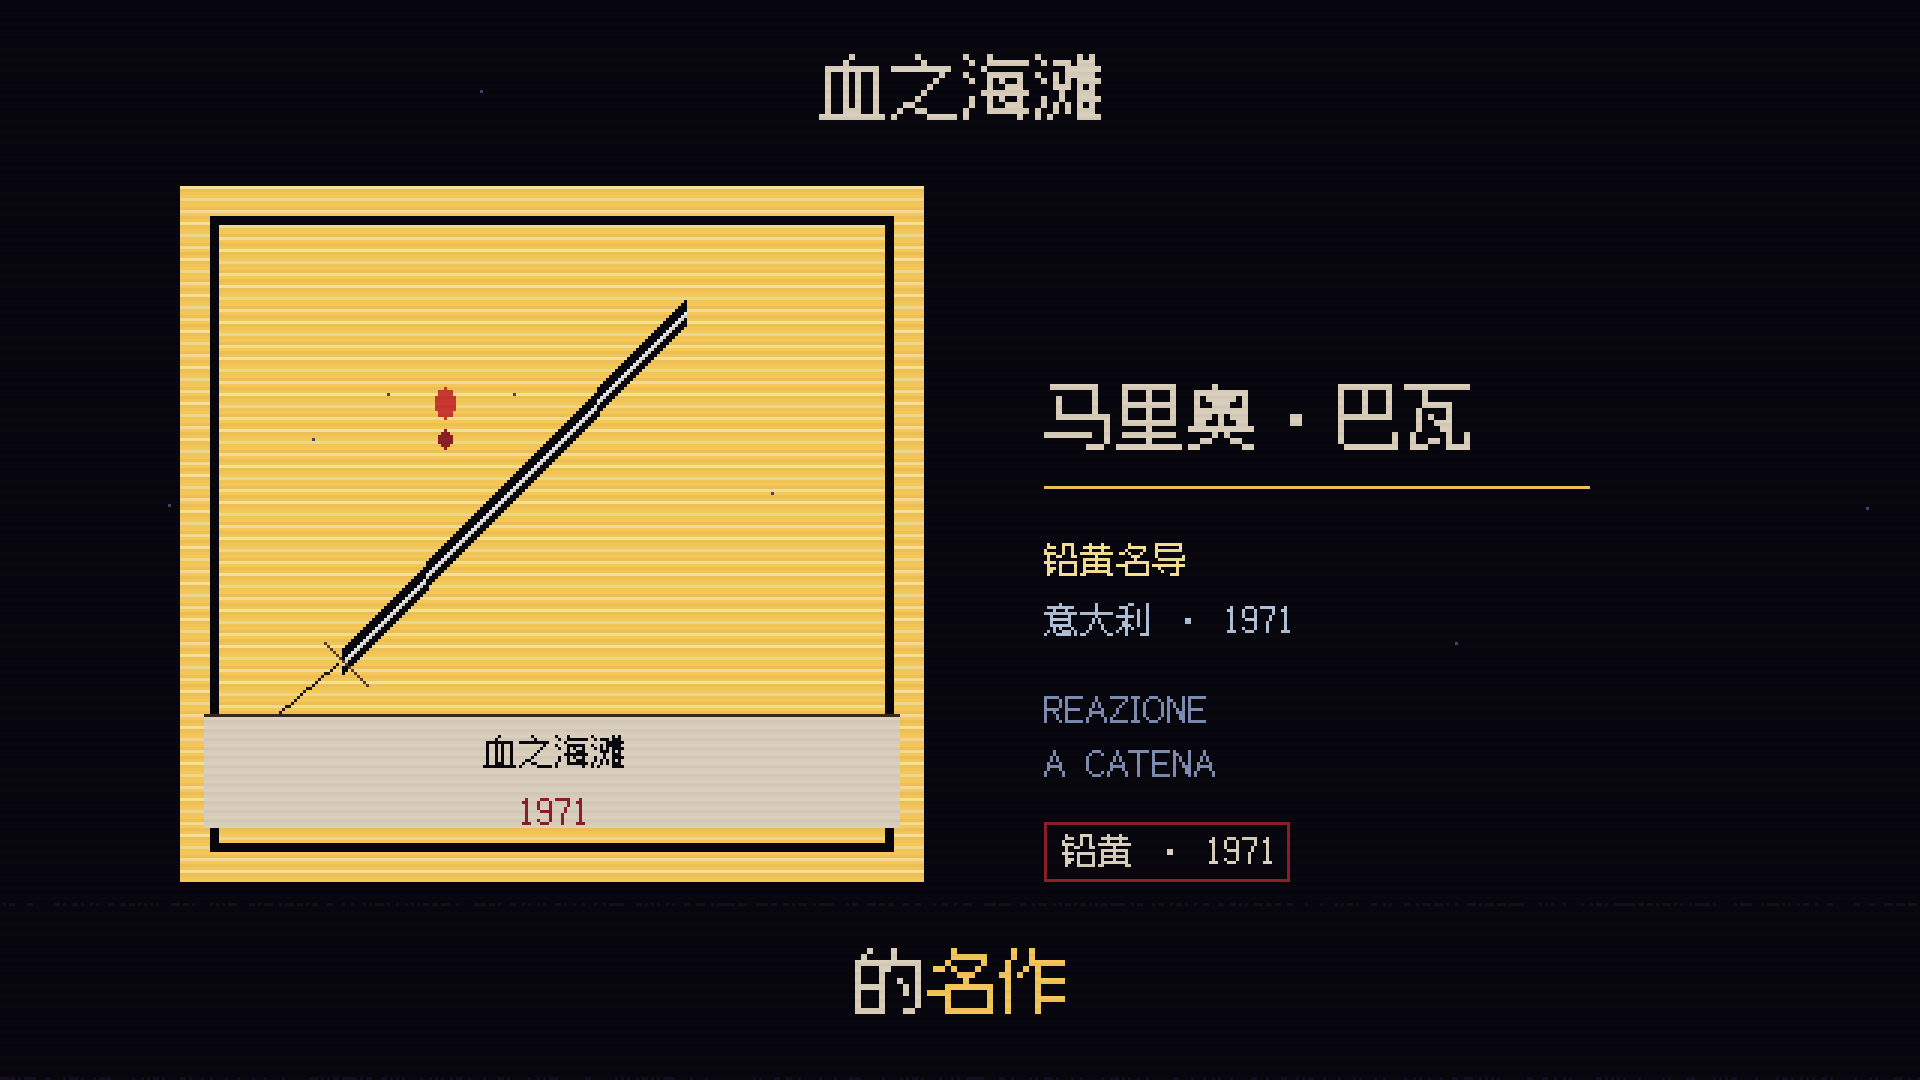 血之海滩
血之海滩
1971
马里奥·巴瓦
铅黄名导
意大利 · 1971
REAZIONE
A CATENA
铅黄 · 1971
的名作